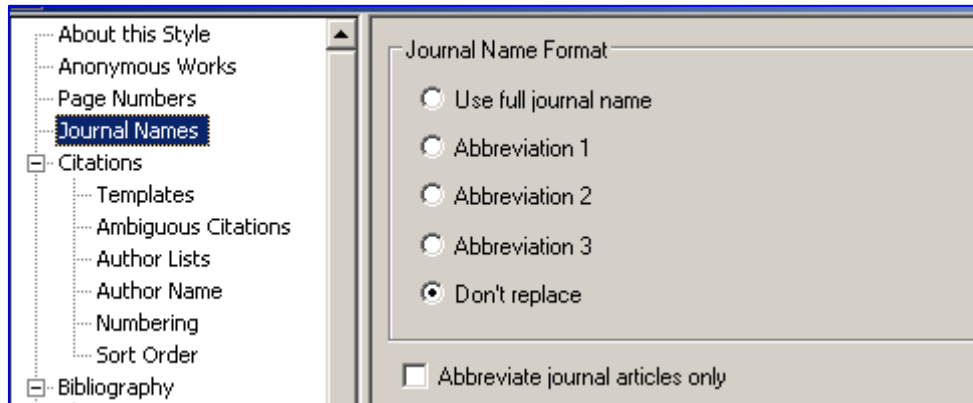 About this Style
Anonymous Works
Page Numbers
Journal Names
Citations
Templates
Ambiguous Citations
Author Lists
Author Name
Numbering
Sort Order
Bibliography
Journal Name Format
Use full journal name
Abbreviation 1
Abbreviation 2
Abbreviation 3
Don't replace
Abbreviate journal articles only